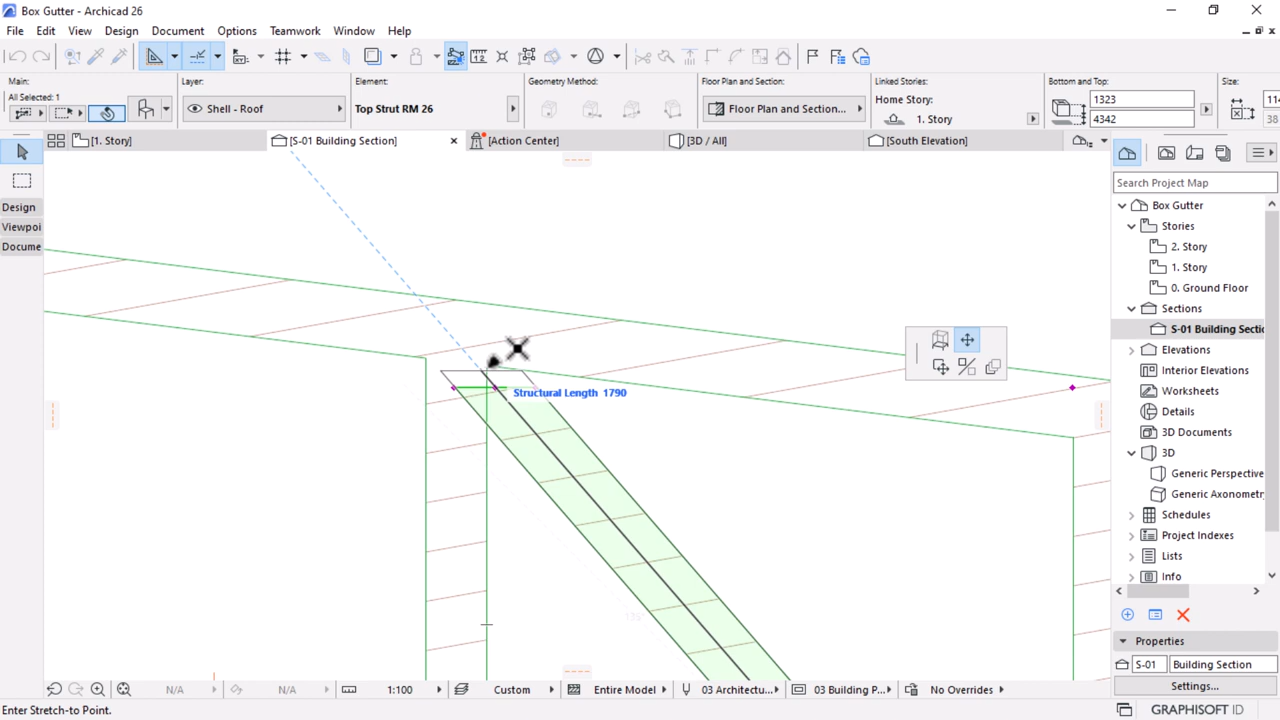 Box Gutter - Archicad 26
File Edit View Design Document Options Teamwork Window Help
Main:
All Selected: 1
Layer:
Shell - Roof
Element:
Top Strut RM 26
Geometry Method:
Floor Plan and Section:
Floor Plan and Section...
Linked Stories:
Home Story:
1. Story
Bottom and Top:
1323
4342
Size:
114
38
[1. Story]
[S-01 Building Section]
[Action Center]
[3D / All]
[South Elevation]
Design
Viewpoi
Docume
Structural Length 1790
Search Project Map
Box Gutter
Stories
2. Story
1. Story
0. Ground Floor
Sections
S-01 Building Sectic
Elevations
Interior Elevations
Worksheets
Details
3D Documents
3D
Generic Perspective
Generic Axonometr
Schedules
Project Indexes
Lists
Info
Properties
S-01 Building Section
Settings...
N/A
N/A
1:100
Custom
Entire Model
03 Architectu...
03 Building P...
No Overrides
Enter Stretch-to Point.
GRAPHISOFT ID